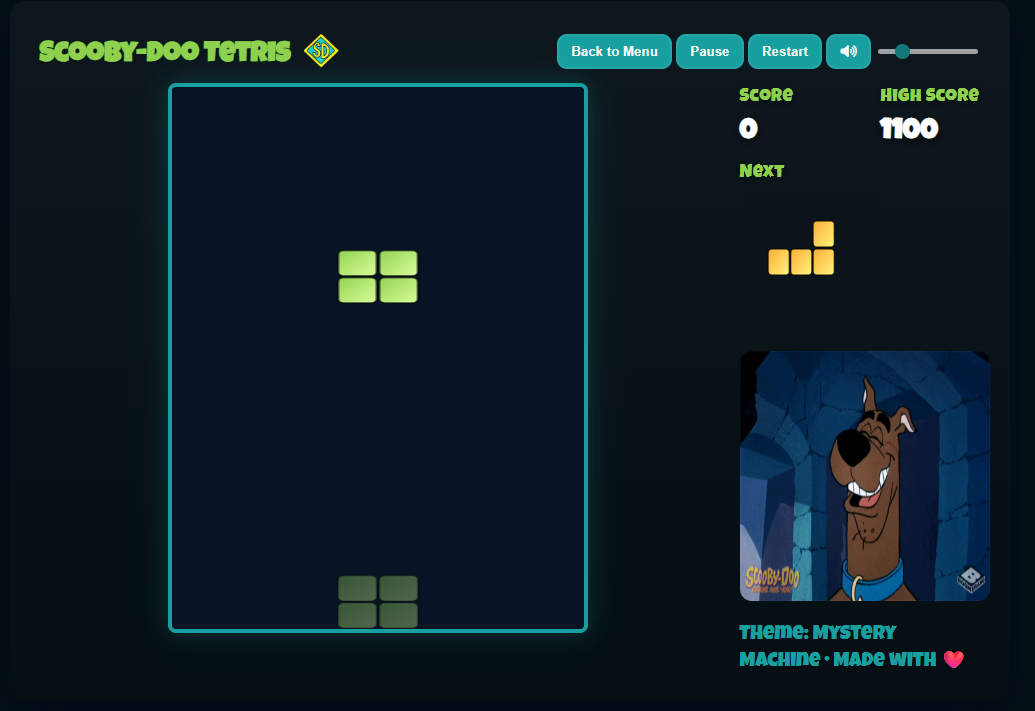 Scooby-Doo Tetris
SD
Back to Menu
Pause
Restart
Score
High Score
0
1100
Next
SCOOBY-DOO
WHERE ARE YOU!
B
BOOMERANG
Theme: Mystery
Machine • Made with ❤️